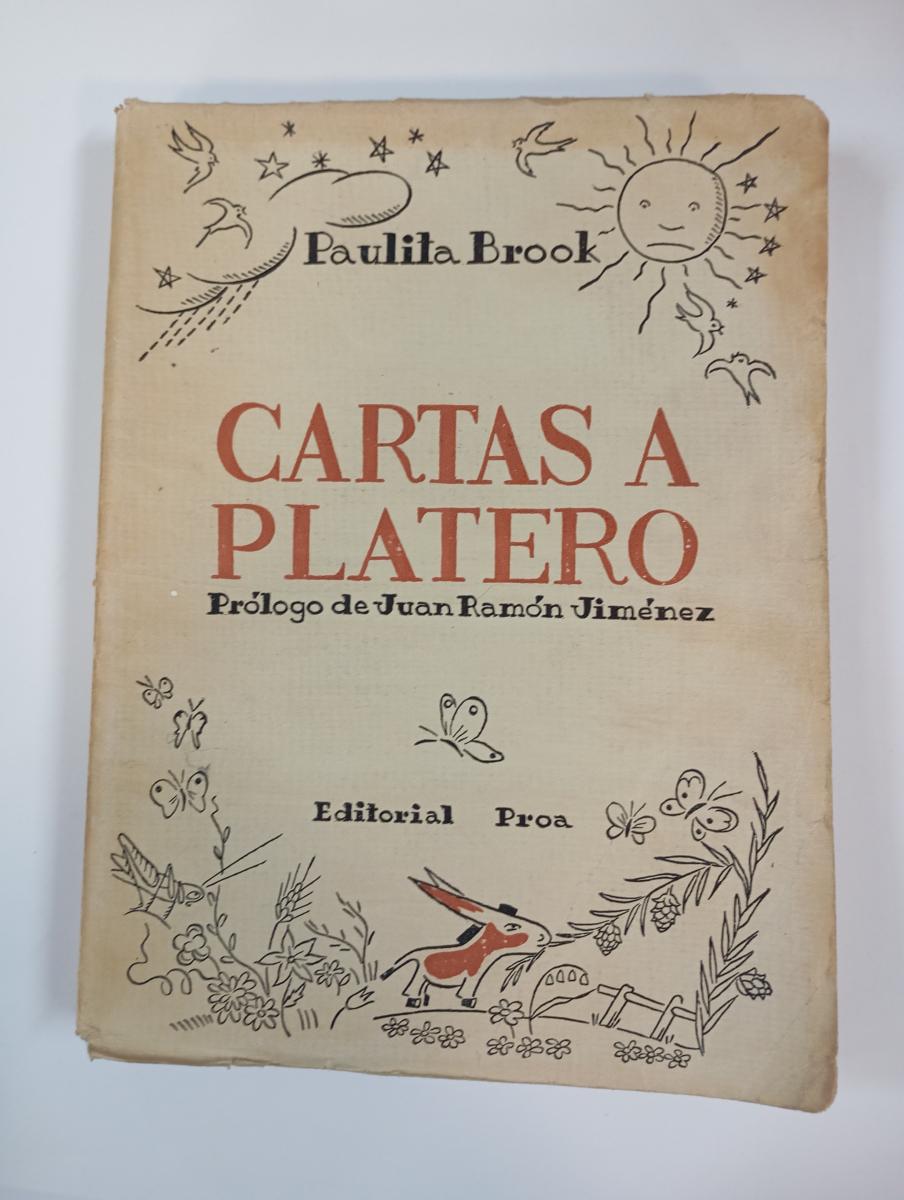 Paulita Brook
CARTAS A
PLATERO
Prólogo de Juan Ramón Jiménez
Editorial Proa